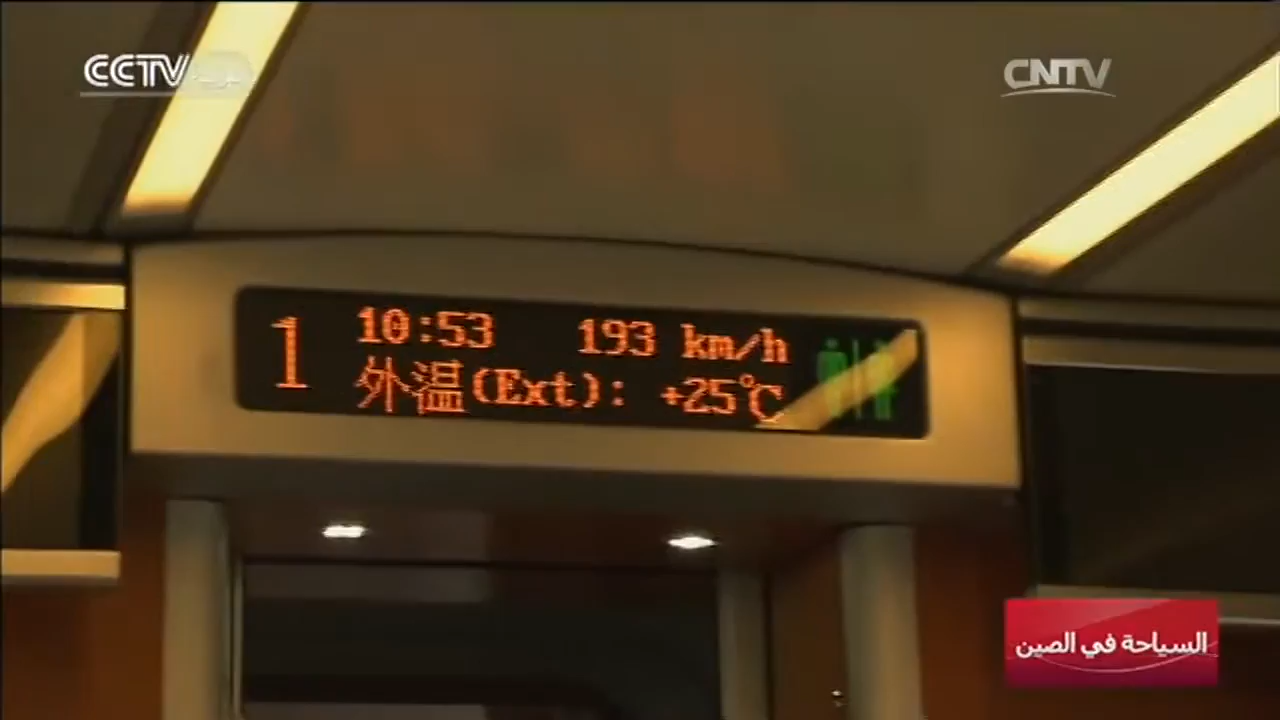 CCTV
CNTV
1
10:53 193 km/h
外温(Ext): +25℃
السياحة في الصين